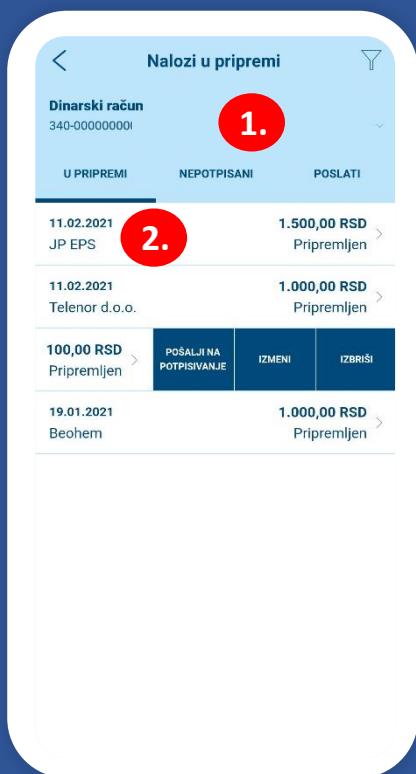 Nalozi u pripremi
Dinarski račun
340-00000000
1.
U PRIPREMI NEPOTPISANI POSLATI
11.02.2021 1.500,00 RSD
JP EPS 2. Pripremljen
11.02.2021 1.000,00 RSD
Telenor d.o.o. Pripremljen
100,00 RSD
Pripremljen
POŠALJI NA
POTPISIVANJE
IZMENI
IZBRIŠI
19.01.2021 1.000,00 RSD
Beohem Pripremljen